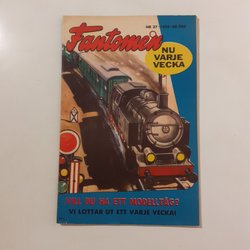 Fantomen
NU
VARJE
VECKA
VILL DU HA ETT MODELLTÅG?
VI LOTTAR UT ETT VARJE VECKA!